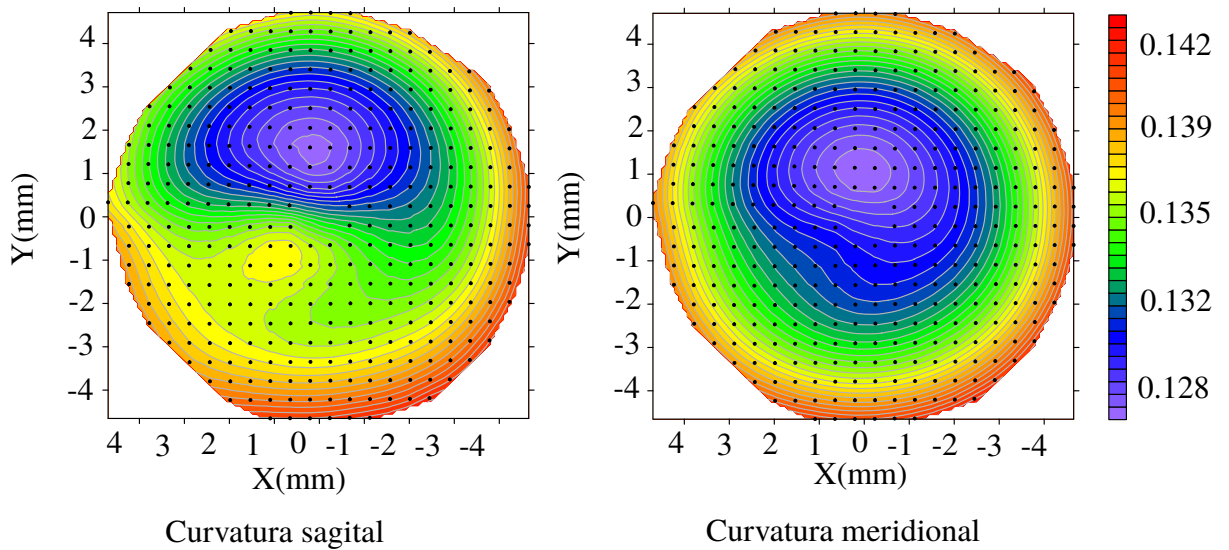 4
3
2
1
0
-1
2
-3
-4
Y(mm)
4 3 2 1 0 -1 -2 -3 -4
X(mm)
Curvatura sagital
4
3
2
1
0
-1
2
-3
-4
Y(mm)
4 3 2 1 0 -1 -2 -3 -4
X(mm)
Curvatura meridional
0.142
0.139
0.135
0.132
0.128